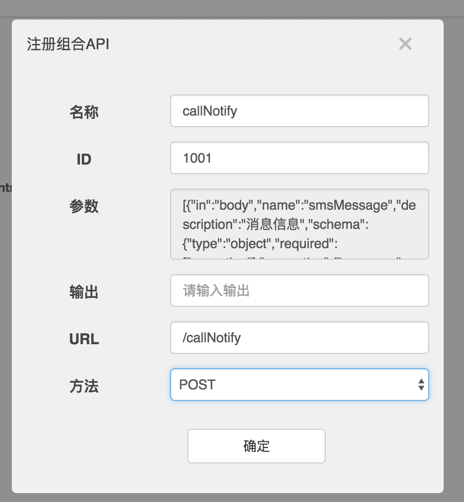 注册组合API ×
名称 callNotify
ID 1001
参数 [{"in":"body","name":"smsMessage","de
scription":"消息信息","schema":
{"type":"object","required":
输出 请输入输出
URL /callNotify
方法 POST
确定